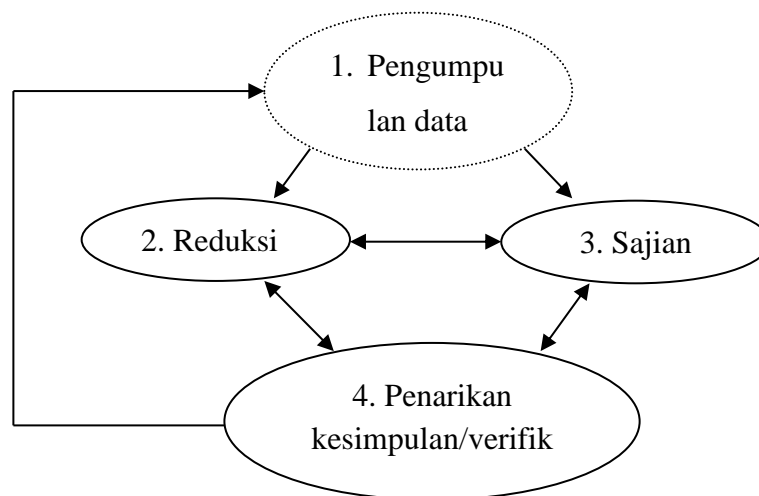 1. Pengumpu
lan data
2. Reduksi
3. Sajian
4. Penarikan
kesimpulan/verifik